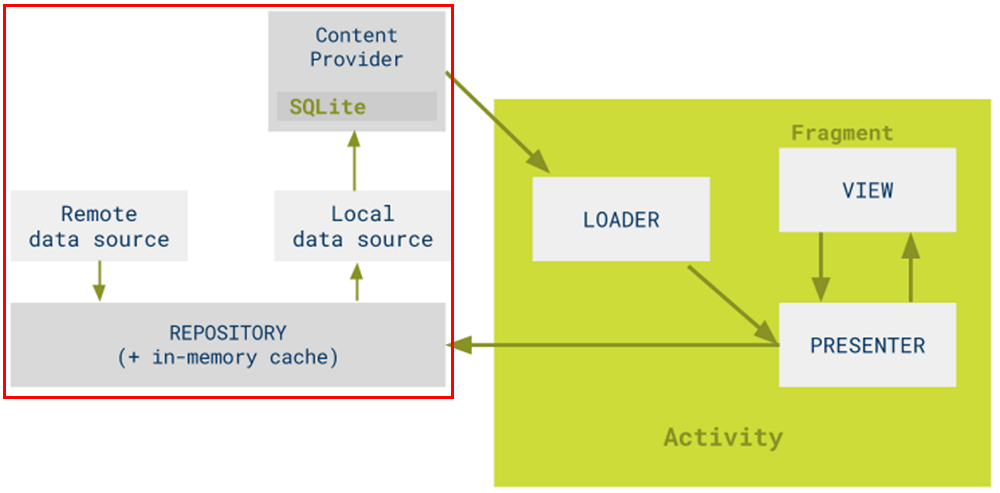 Content
Provider
SQLite
Remote
data source
Local
data source
REPOSITORY
(+ in-memory cache)
Fragment
VIEW
LOADER
PRESENTER
Activity